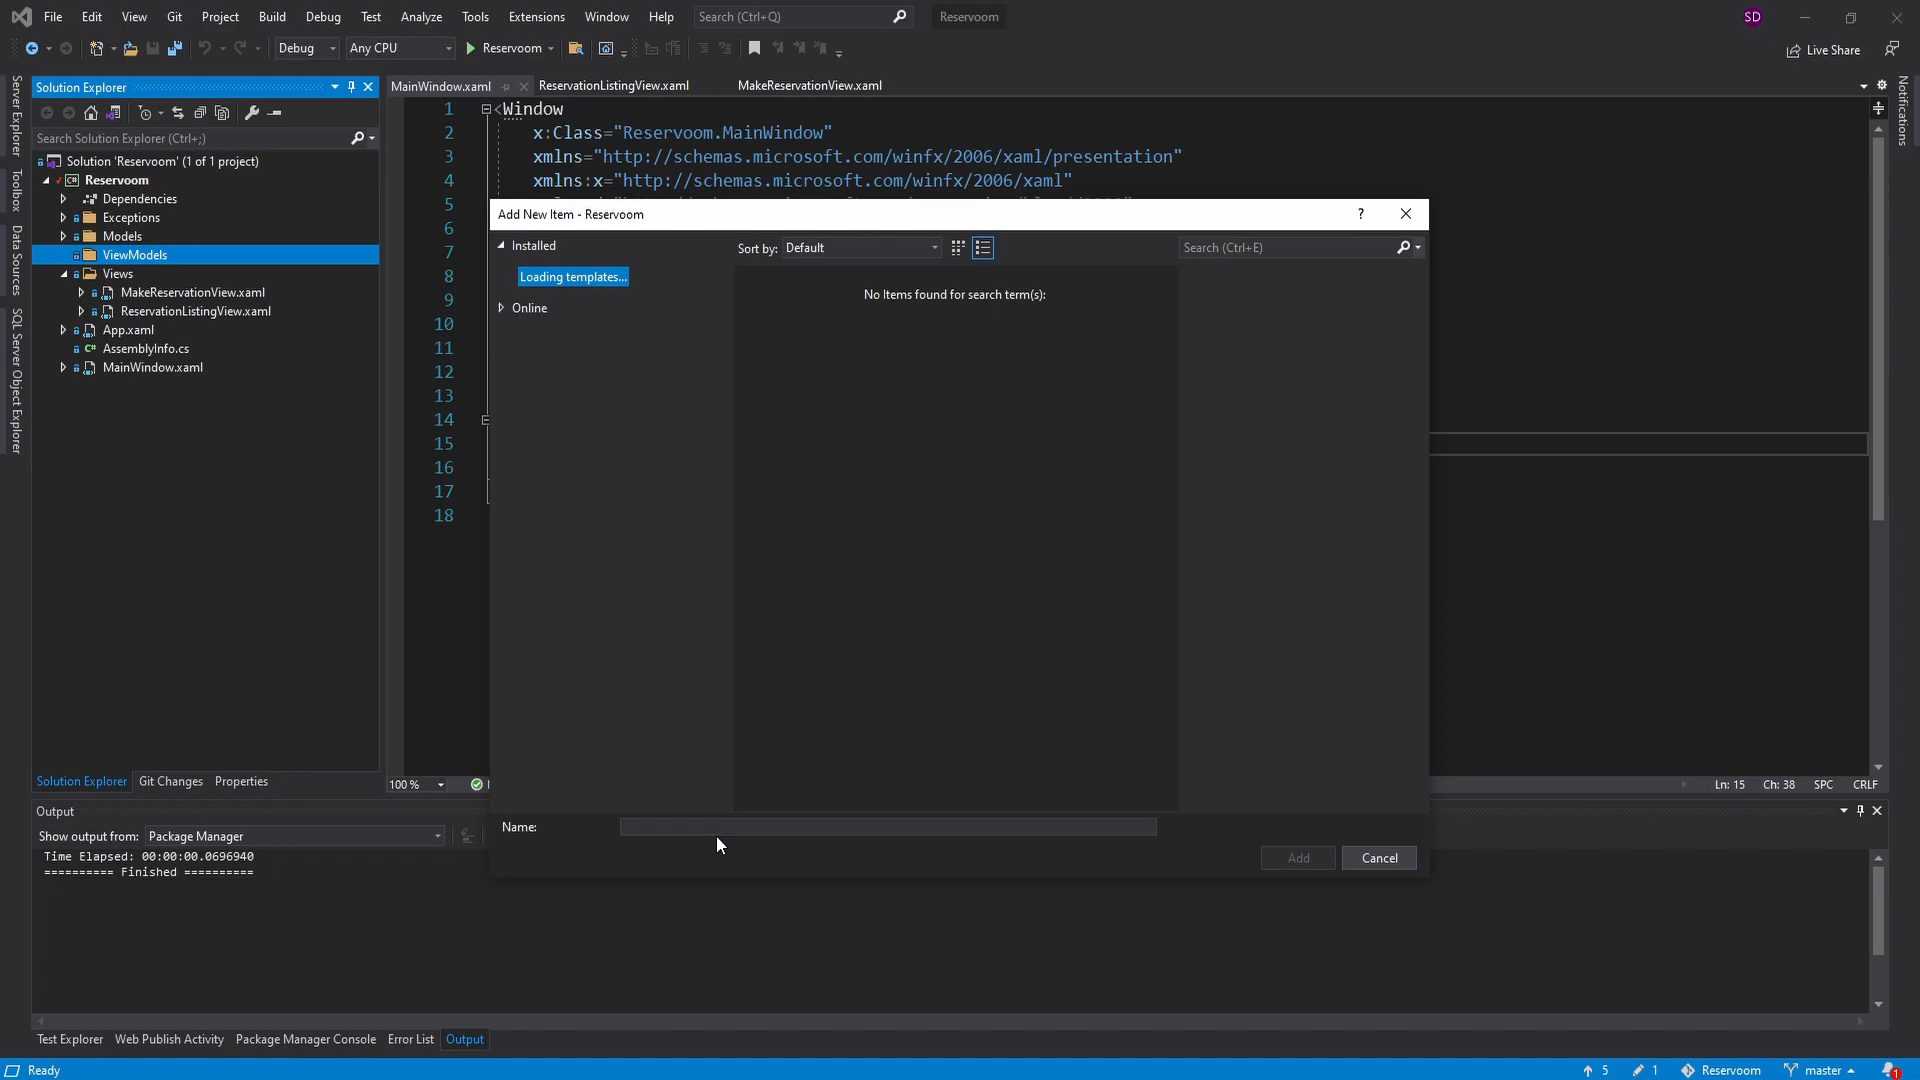 File Edit View Git Project Build Debug Test Analyze Tools Extensions Window Help Search (Ctrl+Q) Reservoom SD
Debug Any CPU Reservoom Live Share
Server Explorer
Toolbox
Data Sources
SQL Server Object Explorer
Notifications
Solution Explorer
Search Solution Explorer (Ctrl+;)
Solution 'Reservoom' (1 of 1 project)
C# Reservoom
Dependencies
Exceptions
Models
ViewModels
Views
MakeReservationView.xaml
ReservationListingView.xaml
App.xaml
C# AssemblyInfo.cs
MainWindow.xaml
Solution Explorer Git Changes Properties
MainWindow.xaml ReservationListingView.xaml MakeReservationView.xaml
1 <Window
2 x:Class="Reservoom.MainWindow"
3 xmlns="http://schemas.microsoft.com/winfx/2006/xaml/presentation"
4 xmlns:x="http://schemas.microsoft.com/winfx/2006/xaml"
5
6
7
8
9
10
11
12
13
14
15
16
17
18
Add New Item - Reservoom ?
Installed
Loading templates...
Online
Sort by: Default
Search (Ctrl+E)
No Items found for search term(s):
Name:
Add Cancel
100 %
Ln: 15 Ch: 38 SPC CRLF
Output
Show output from: Package Manager
Time Elapsed: 00:00:00.0696940
========== Finished ==========
Test Explorer Web Publish Activity Package Manager Console Error List Output
Ready 5 1 Reservoom master 1